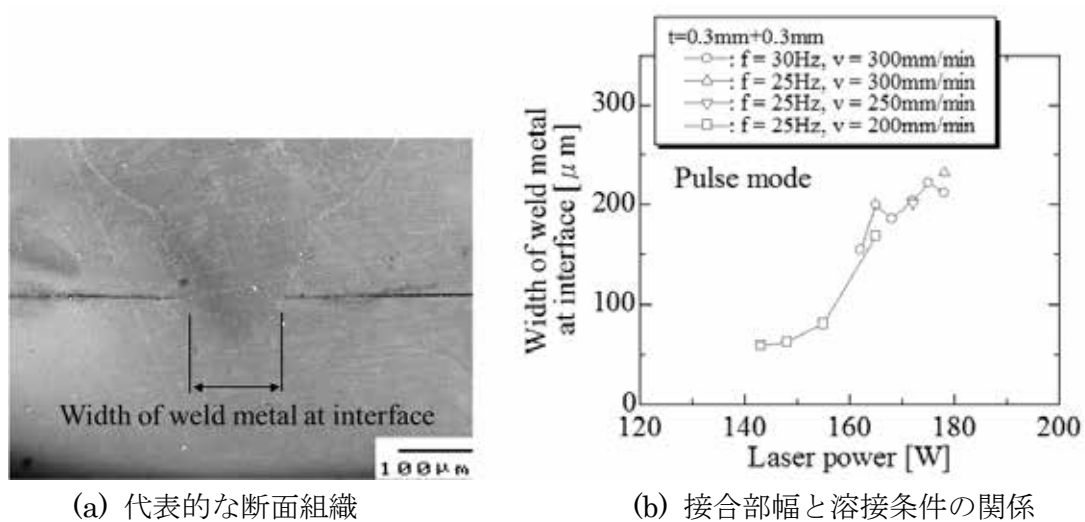 Width of weld metal at interface
100μm
(a) 代表的な断面組織
t=0.3mm+0.3mm
: f = 30Hz, v = 300mm/min
: f = 25Hz, v = 300mm/min
: f = 25Hz, v = 250mm/min
: f = 25Hz, v = 200mm/min
Pulse mode
Width of weld metal
at interface [μm]
300
200
100
0
120 140 160 180 200
Laser power [W]
(b) 接合部幅と溶接条件の関係